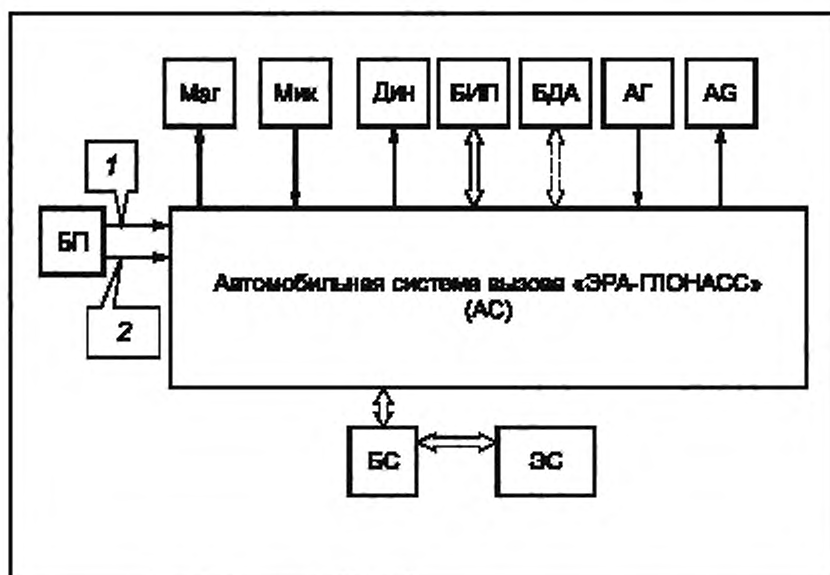 Маг Мик Дин БИП БДА АГ AG
1
БП
2
Автомобильная система вызова «ЭРА-ГЛОНАСС»
(АС)
БС ЭС